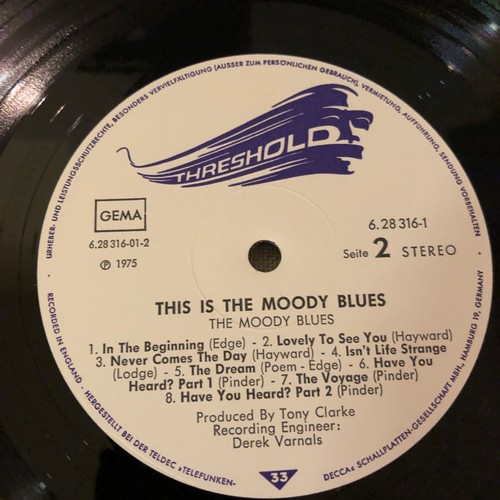 URHEBER- UND LEISTUNGSSCHUTZRECHTE, BESONDERS VERVIELFÄLTIGUNG (AUSSER ZUM PERSÖNLICHEN GEBRAUCH), VERMIETUNG, AUFFÜHRUNG, SENDUNG VORBEHALTEN
THRESHOLD
GEMA
6.28 316-01-2
℗ 1975
6.28 316-1
Seite 2 STEREO
THIS IS THE MOODY BLUES
THE MOODY BLUES
1. In The Beginning (Edge) - 2. Lovely To See You (Hayward)
3. Never Comes The Day (Hayward) - 4. Isn't Life Strange
(Lodge) - 5. The Dream (Poem - Edge) - 6. Have You
Heard? Part 1 (Pinder) - 7. The Voyage (Pinder)
8. Have You Heard? Part 2 (Pinder)
Produced By Tony Clarke
Recording Engineer:
Derek Varnals
33
RECORDED IN ENGLAND · HERGESTELLT BEI DER TELDEC »TELEFUNKEN-
DECCA« SCHALLPLATTEN-GESELLSCHAFT MBH, HAMBURG 19, GERMANY ·